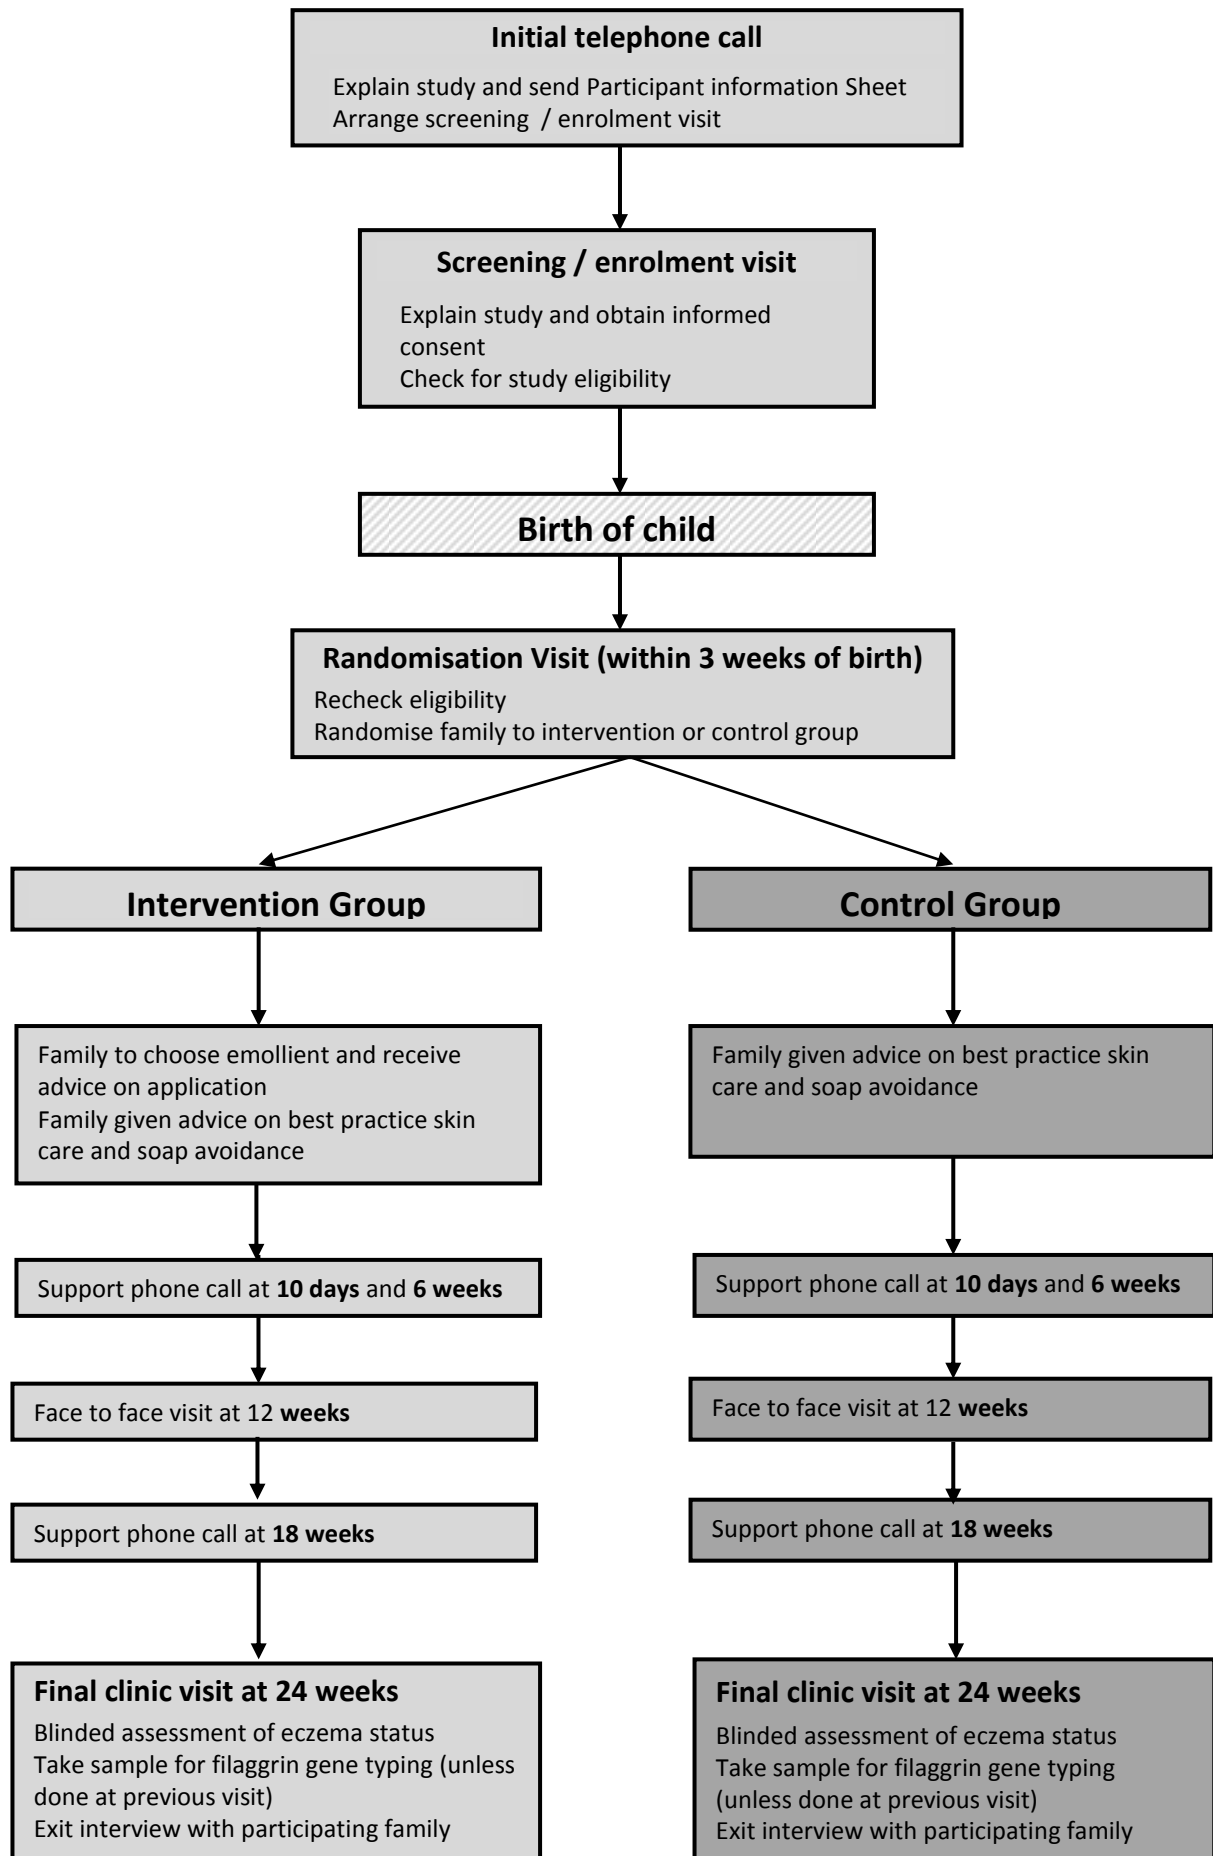 Initial telephone call
Explain study and send Participant information Sheet
Arrange screening / enrolment visit
Screening / enrolment visit
Explain study and obtain informed
consent
Check for study eligibility
Birth of child
Randomisation Visit (within 3 weeks of birth)
Recheck eligibility
Randomise family to intervention or control group
Intervention Group
Family to choose emollient and receive
advice on application
Family given advice on best practice skin
care and soap avoidance
Support phone call at 10 days and 6 weeks
Face to face visit at 12 weeks
Support phone call at 18 weeks
Final clinic visit at 24 weeks
Blinded assessment of eczema status
Take sample for filaggrin gene typing (unless
done at previous visit)
Exit interview with participating family
Control Group
Family given advice on best practice skin
care and soap avoidance
Support phone call at 10 days and 6 weeks
Face to face visit at 12 weeks
Support phone call at 18 weeks
Final clinic visit at 24 weeks
Blinded assessment of eczema status
Take sample for filaggrin gene typing
(unless done at previous visit)
Exit interview with participating family